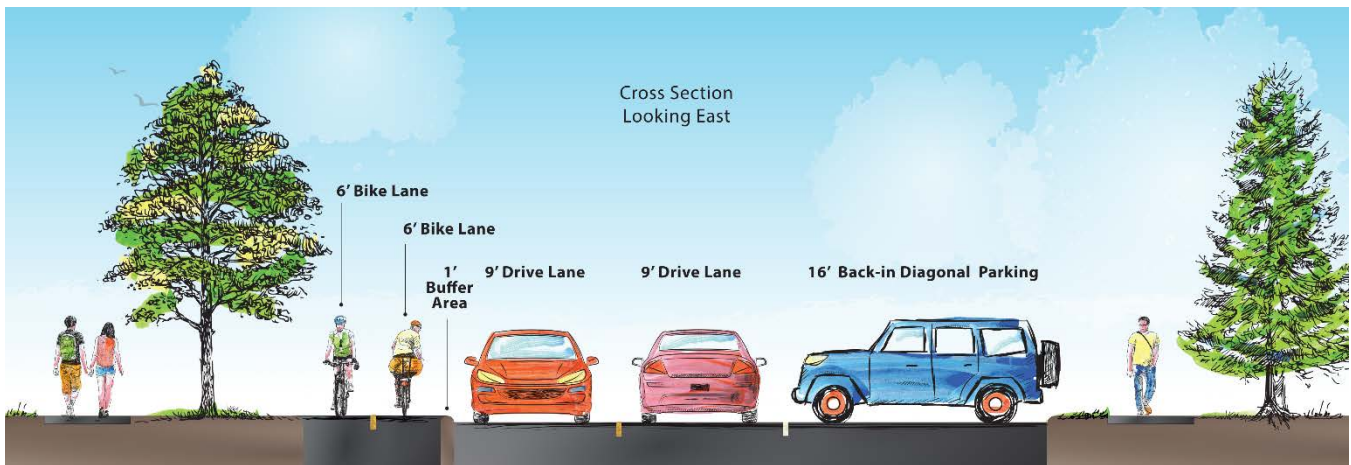 Cross Section
Looking East
6’ Bike Lane
6’ Bike Lane
1’
Buffer
Area
9’ Drive Lane
9’ Drive Lane
16’ Back-in Diagonal Parking